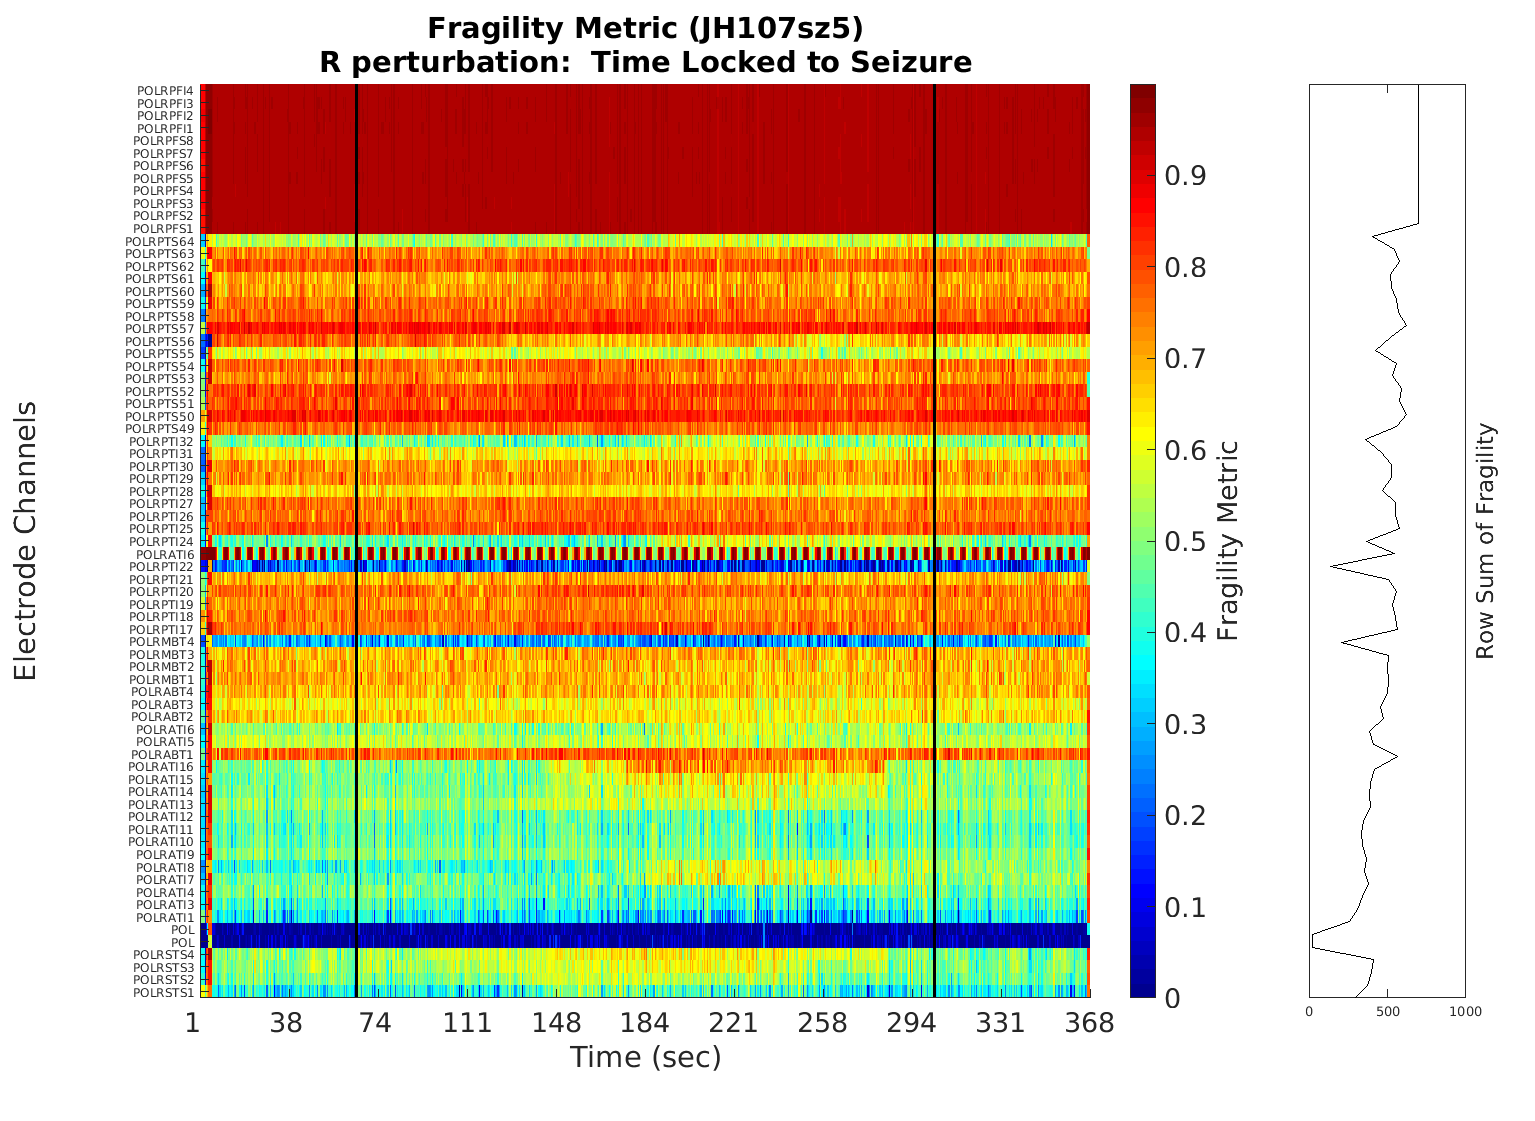 Fragility Metric (JH107sz5)
R perturbation:  Time Locked to Seizure
Electrode Channels
POLRPFI4
POLRPFI3
POLRPFI2
POLRPFI1
POLRPFS8
POLRPFS7
POLRPFS6
POLRPFS5
POLRPFS4
POLRPFS3
POLRPFS2
POLRPFS1
POLRPTS64
POLRPTS63
POLRPTS62
POLRPTS61
POLRPTS60
POLRPTS59
POLRPTS58
POLRPTS57
POLRPTS56
POLRPTS55
POLRPTS54
POLRPTS53
POLRPTS52
POLRPTS51
POLRPTS50
POLRPTS49
POLRPTI32
POLRPTI31
POLRPTI30
POLRPTI29
POLRPTI28
POLRPTI27
POLRPTI26
POLRPTI25
POLRPTI24
POLRATI6
POLRPTI22
POLRPTI21
POLRPTI20
POLRPTI19
POLRPTI18
POLRPTI17
POLRMBT4
POLRMBT3
POLRMBT2
POLRMBT1
POLRABT4
POLRABT3
POLRABT2
POLRATI6
POLRATI5
POLRABT1
POLRATI16
POLRATI15
POLRATI14
POLRATI13
POLRATI12
POLRATI11
POLRATI10
POLRATI9
POLRATI8
POLRATI7
POLRATI4
POLRATI3
POLRATI1
POL
POL
POLRSTS4
POLRSTS3
POLRSTS2
POLRSTS1
1 38 74 111 148 184 221 258 294 331 368
Time (sec)
0.9
0.8
0.7
0.6
0.5
0.4
0.3
0.2
0.1
0
Fragility Metric
0 500 1000
Row Sum of Fragility